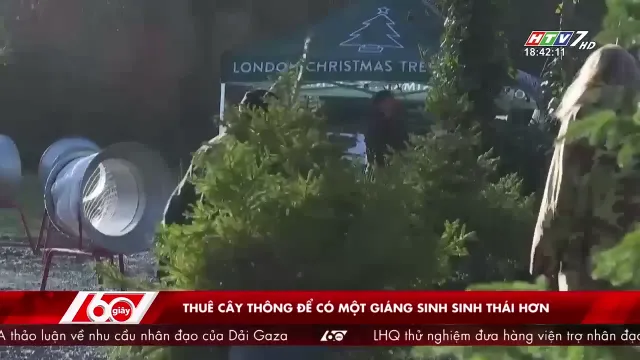 HTV7 HD
18:42:11
LONDON CHRISTMAS TREE
60 giây
THUÊ CÂY THÔNG ĐỂ CÓ MỘT GIÁNG SINH SINH THÁI HƠN
A thảo luận về nhu cầu nhân đạo của Dải Gaza 60 LHQ thử nghiệm đưa hàng viện trợ nhân đạo